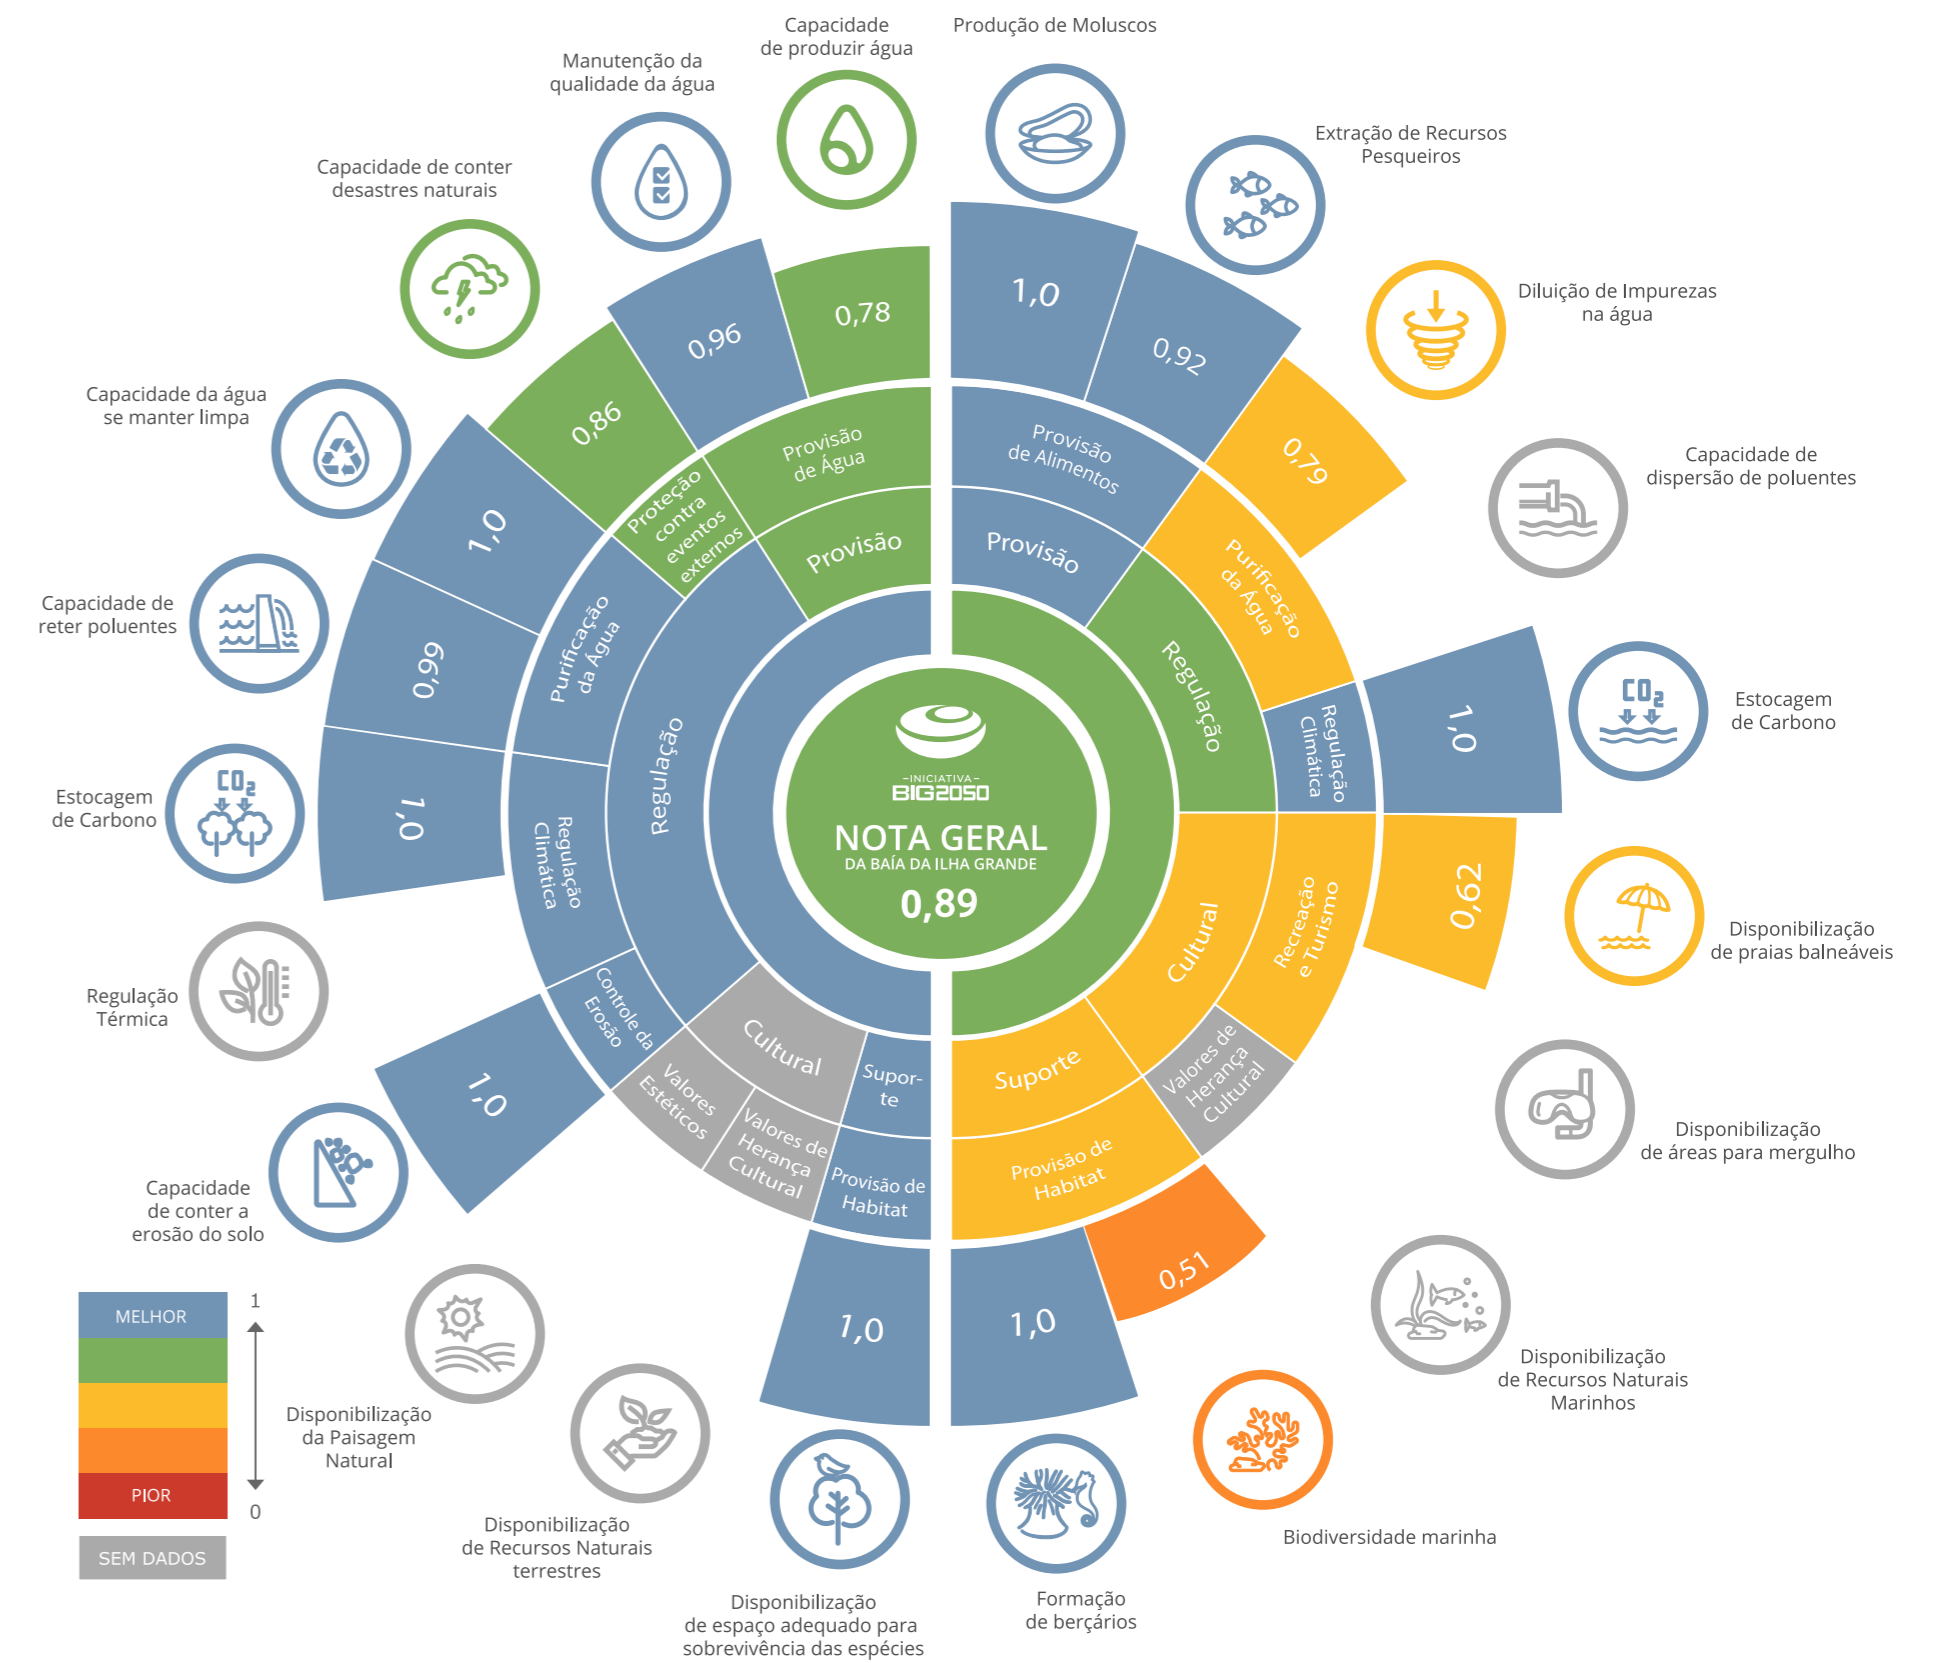 Capacidade
de produzir água
Produção de Moluscos
Manutenção da
qualidade da água
Extração de Recursos
Pesqueiros
Capacidade de conter
desastres naturais
Diluição de Impurezas
na água
Capacidade da água
se manter limpa
Capacidade de
dispersão de poluentes
Capacidade de
reter poluentes
Estocagem
de Carbono
Estocagem
de Carbono
Disponibilização
de praias balneáveis
Regulação
Térmica
Disponibilização
de áreas para mergulho
Capacidade
de conter a
erosão do solo
Disponibilização
de Recursos Naturais
Marinhos
Disponibilização
da Paisagem
Natural
Disponibilização
de Recursos Naturais
terrestres
Biodiversidade marinha
Disponibilização
de espaço adequado para
sobrevivência das espécies
Formação
de berçários
1,0
0,92
0,79
1,0
0,62
0,51
1,0
1,0
1,0
1,0
0,99
1,0
0,86
0,96
0,78
CO₂
CO₂
Provisão
de Alimentos
Provisão
Purificação
da Água
Regulação
Regulação
Climática
Recreação
e Turismo
Cultural
Valores de
Herança
Cultural
Suporte
Provisão de
Habitat
Provisão
de Água
Provisão
Proteção
contra
eventos
externos
Purificação
da Água
Regulação
Regulação
Climática
Controle da
Erosão
Cultural
Valores
Estéticos
Valores de
Herança
Cultural
Supor-
te
Provisão de
Habitat
–INICIATIVA–
BIG2050
NOTA GERAL
DA BAÍA DA ILHA GRANDE
0,89
MELHOR
1
PIOR
0
SEM DADOS